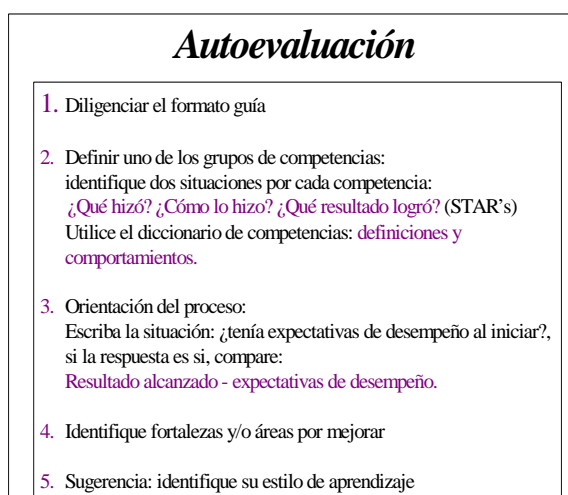 Autoevaluación
1. Diligenciar el formato guía
2. Definir uno de los grupos de competencias:
identifique dos situaciones por cada competencia:
¿Qué hizó? ¿Cómo lo hizo? ¿Qué resultado logró? (STAR's)
Utilice el diccionario de competencias: definiciones y
comportamientos.
3. Orientación del proceso:
Escriba la situación: ¿tenía expectativas de desempeño al iniciar?,
si la respuesta es si, compare:
Resultado alcanzado - expectativas de desempeño.
4. Identifique fortalezas y/o áreas por mejorar
5. Sugerencia: identifique su estilo de aprendizaje